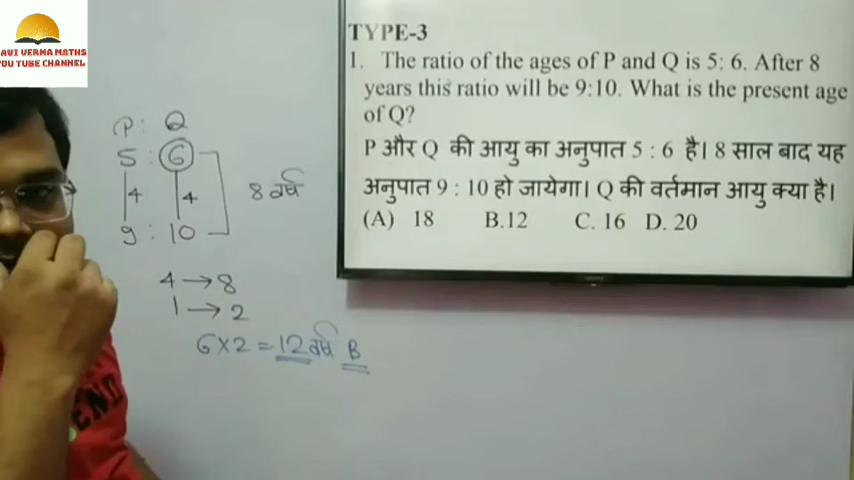 AVI VERMA MATHS
YOU TUBE CHANNEL
TYPE-3
1. The ratio of the ages of P and Q is 5: 6. After 8
years this ratio will be 9:10. What is the present age
of Q?
P और Q की आयु का अनुपात 5 : 6 है। 8 साल बाद यह
अनुपात 9 : 10 हो जायेगा। Q की वर्तमान आयु क्या है।
(A) 18 B.12 C. 16 D. 20
P : Q
5 : 6
4 4 8 वर्ष
9 : 10
4 → 8
1 → 2
6 X 2 = 12 वर्ष B
END